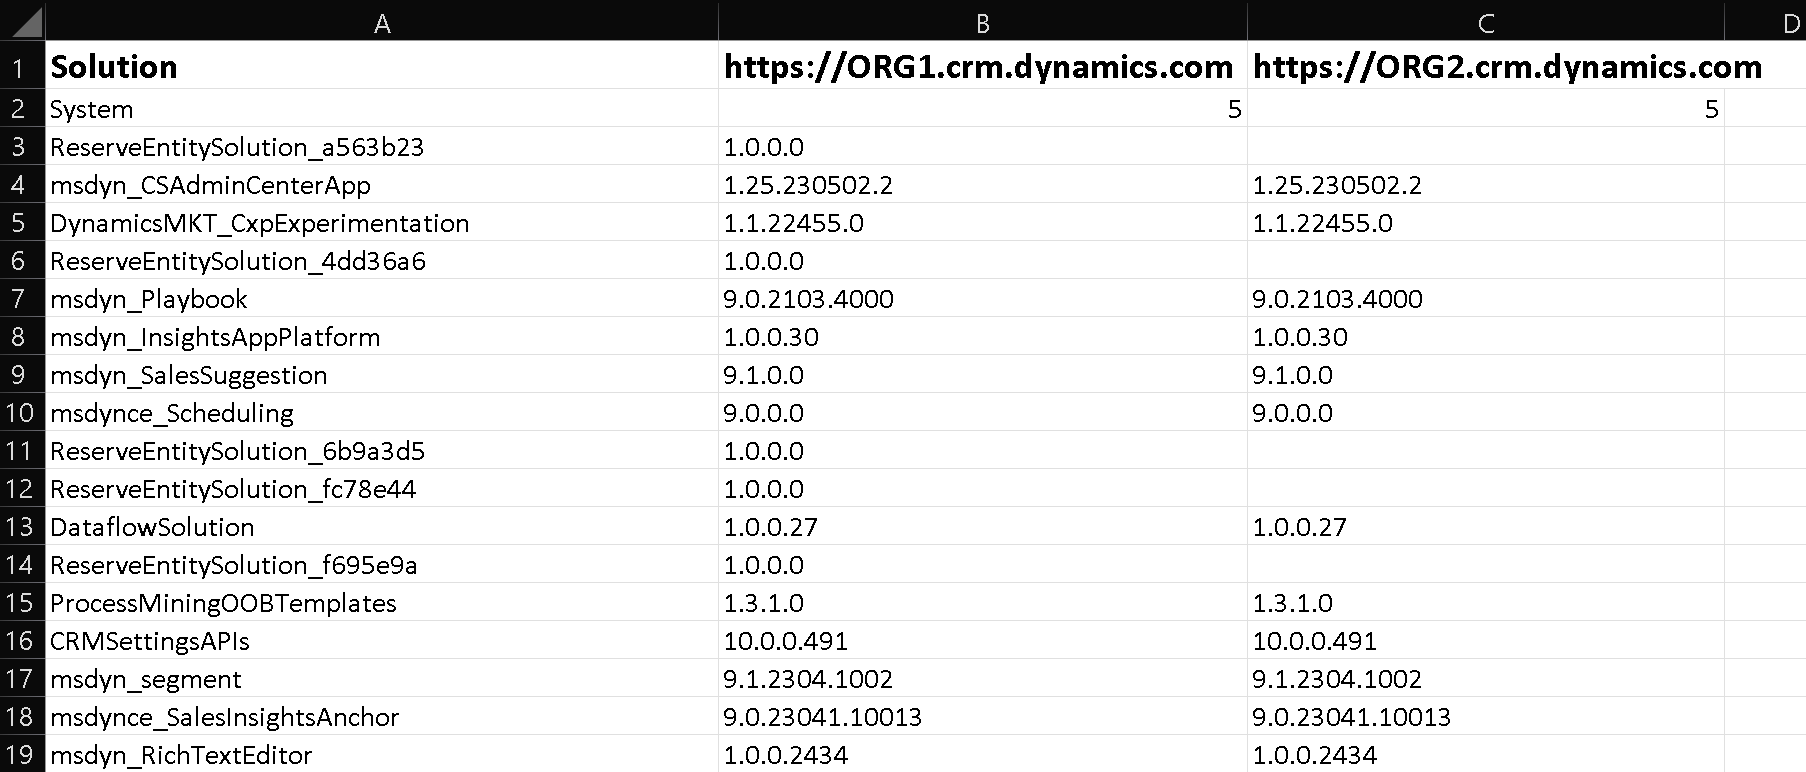 A B C D
1 Solution https://ORG1.crm.dynamics.com https://ORG2.crm.dynamics.com
2 System 5 5
3 ReserveEntitySolution_a563b23 1.0.0.0
4 msdyn_CSAdminCenterApp 1.25.230502.2 1.25.230502.2
5 DynamicsMKT_CxpExperimentation 1.1.22455.0 1.1.22455.0
6 ReserveEntitySolution_4dd36a6 1.0.0.0
7 msdyn_Playbook 9.0.2103.4000 9.0.2103.4000
8 msdyn_InsightsAppPlatform 1.0.0.30 1.0.0.30
9 msdyn_SalesSuggestion 9.1.0.0 9.1.0.0
10 msdynce_Scheduling 9.0.0.0 9.0.0.0
11 ReserveEntitySolution_6b9a3d5 1.0.0.0
12 ReserveEntitySolution_fc78e44 1.0.0.0
13 DataflowSolution 1.0.0.27 1.0.0.27
14 ReserveEntitySolution_f695e9a 1.0.0.0
15 ProcessMiningOOBTemplates 1.3.1.0 1.3.1.0
16 CRMSettingsAPIs 10.0.0.491 10.0.0.491
17 msdyn_segment 9.1.2304.1002 9.1.2304.1002
18 msdynce_SalesInsightsAnchor 9.0.23041.10013 9.0.23041.10013
19 msdyn_RichTextEditor 1.0.0.2434 1.0.0.2434